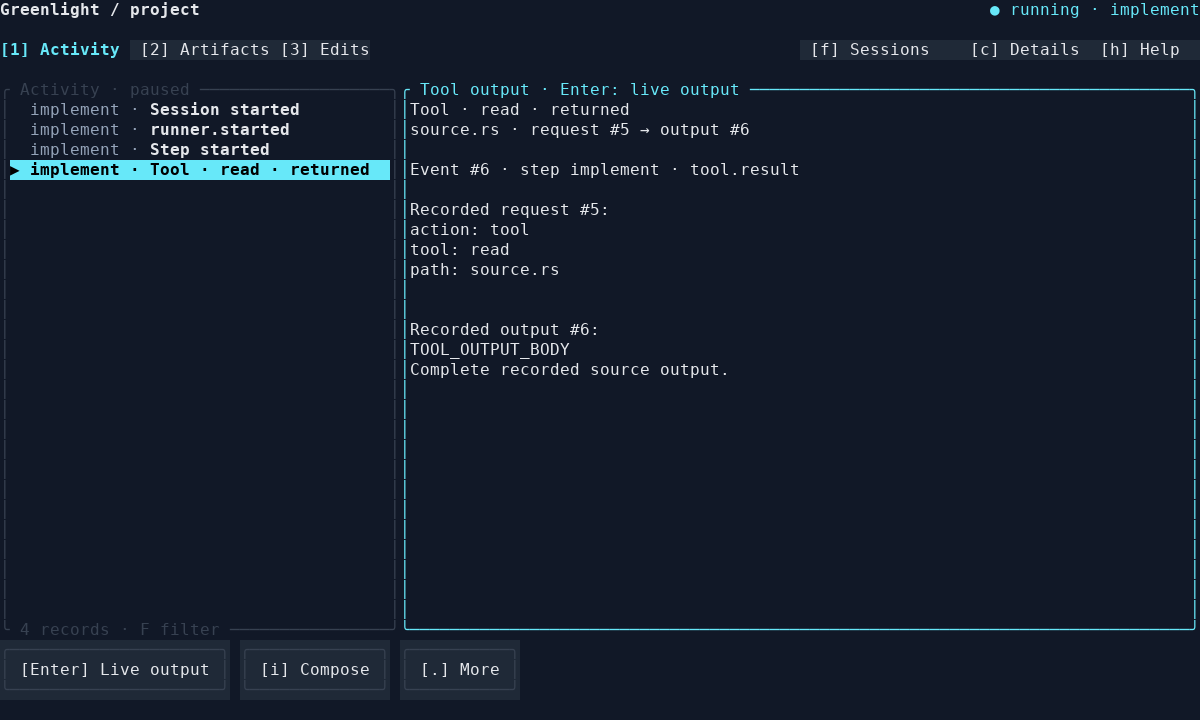 Greenlight / project ● running · implement
[1] Activity [2] Artifacts [3] Edits [f] Sessions [c] Details [h] Help
Activity · paused
implement · Session started
implement · runner.started
implement · Step started
▶ implement · Tool · read · returned
4 records · F filter
Tool output · Enter: live output
Tool · read · returned
source.rs · request #5 → output #6
Event #6 · step implement · tool.result
Recorded request #5:
action: tool
tool: read
path: source.rs
Recorded output #6:
TOOL_OUTPUT_BODY
Complete recorded source output.
[Enter] Live output [i] Compose [.] More